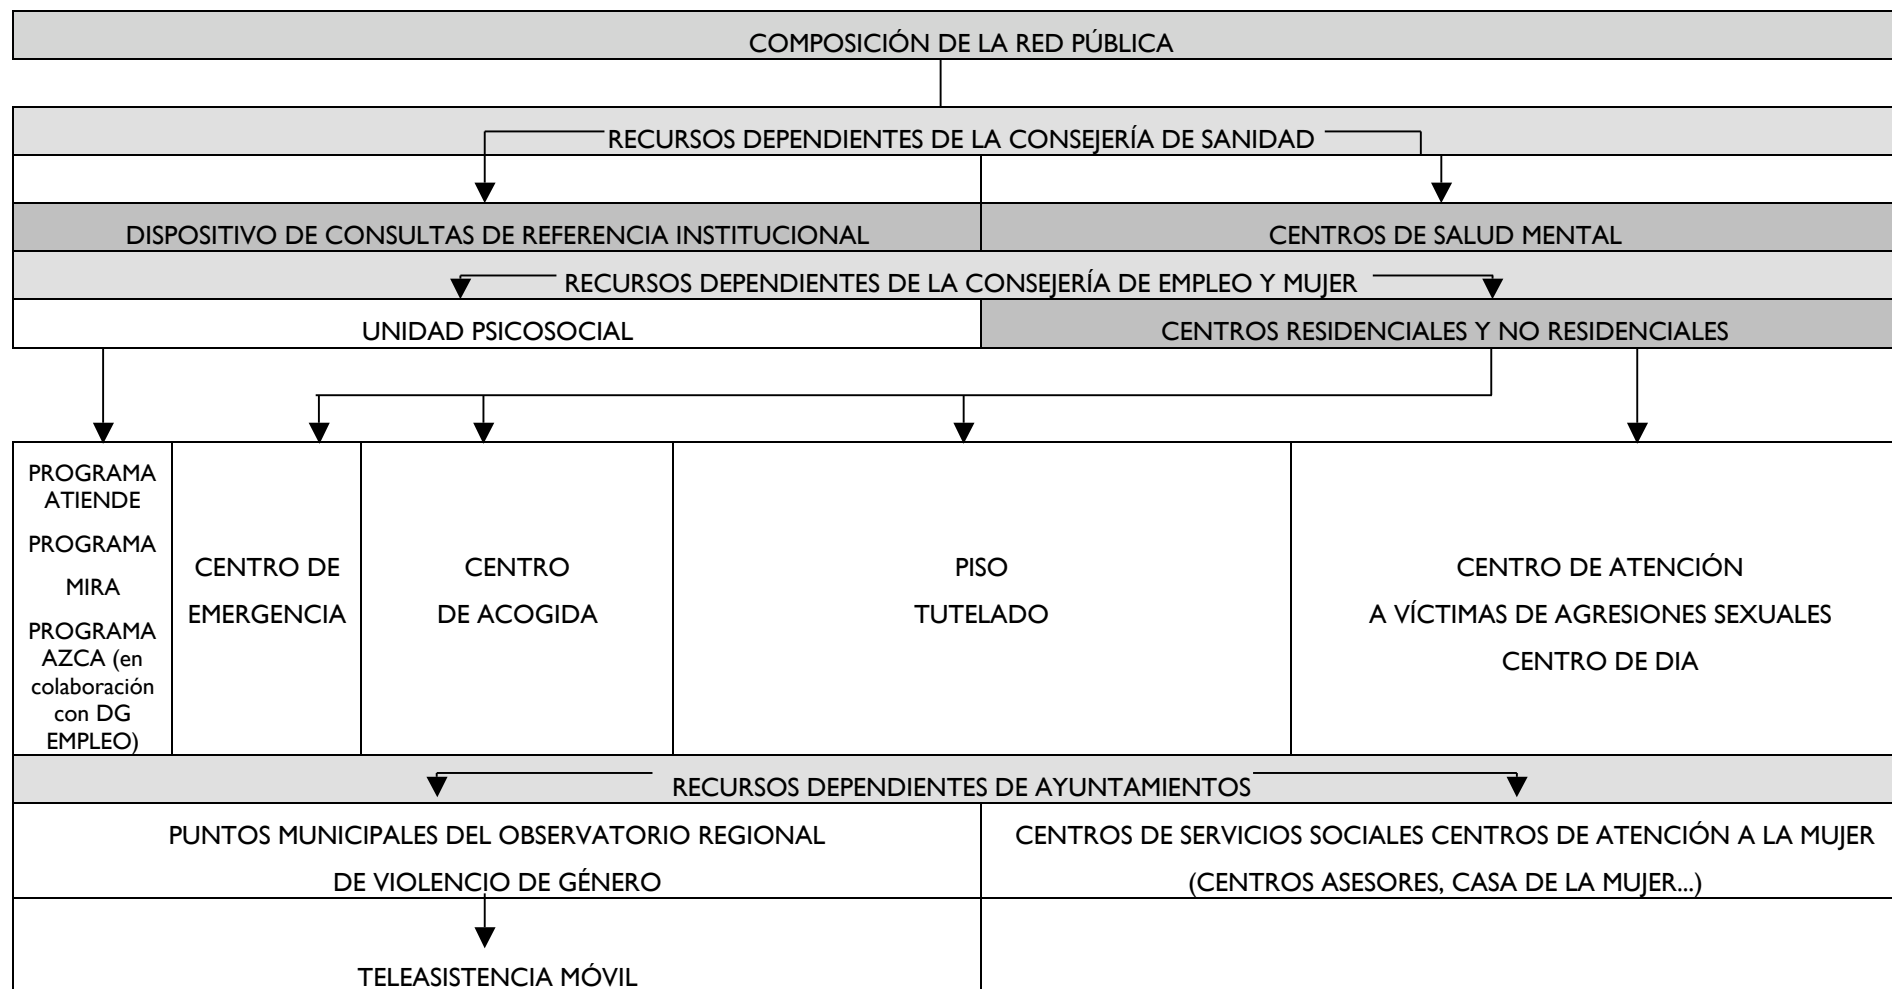 COMPOSICIÓN DE LA RED PÚBLICA
RECURSOS DEPENDIENTES DE LA CONSEJERÍA DE SANIDAD
DISPOSITIVO DE CONSULTAS DE REFERENCIA INSTITUCIONAL
CENTROS DE SALUD MENTAL
RECURSOS DEPENDIENTES DE LA CONSEJERÍA DE EMPLEO Y MUJER
UNIDAD PSICOSOCIAL
CENTROS RESIDENCIALES Y NO RESIDENCIALES
PROGRAMA
ATIENDE
PROGRAMA
MIRA
PROGRAMA
AZCA (en
colaboración
con DG
EMPLEO)
CENTRO DE
EMERGENCIA
CENTRO
DE ACOGIDA
PISO
TUTELADO
CENTRO DE ATENCIÓN
A VÍCTIMAS DE AGRESIONES SEXUALES
CENTRO DE DIA
RECURSOS DEPENDIENTES DE AYUNTAMIENTOS
PUNTOS MUNICIPALES DEL OBSERVATORIO REGIONAL
DE VIOLENCIO DE GÉNERO
CENTROS DE SERVICIOS SOCIALES CENTROS DE ATENCIÓN A LA MUJER
(CENTROS ASESORES, CASA DE LA MUJER...)
TELEASISTENCIA MÓVIL